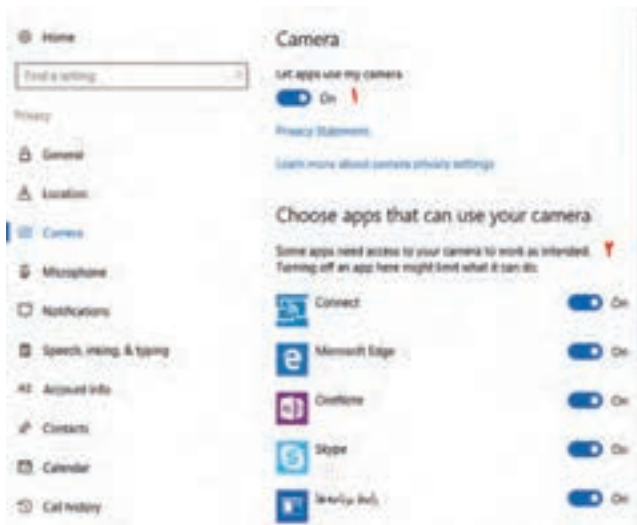 Home
Find a setting
Privacy
General
Location
Camera
Microphone
Notifications
Speech, inking, & typing
Account info
Contacts
Calendar
Call history
Camera
Let apps use my camera
On ۱
Privacy Statement
Learn more about camera privacy settings
Choose apps that can use your camera
Some apps need access to your camera to work as intended. ۲
Turning off an app here might limit what it can do.
Connect On
Microsoft Edge On
OneNote On
Skype On
On